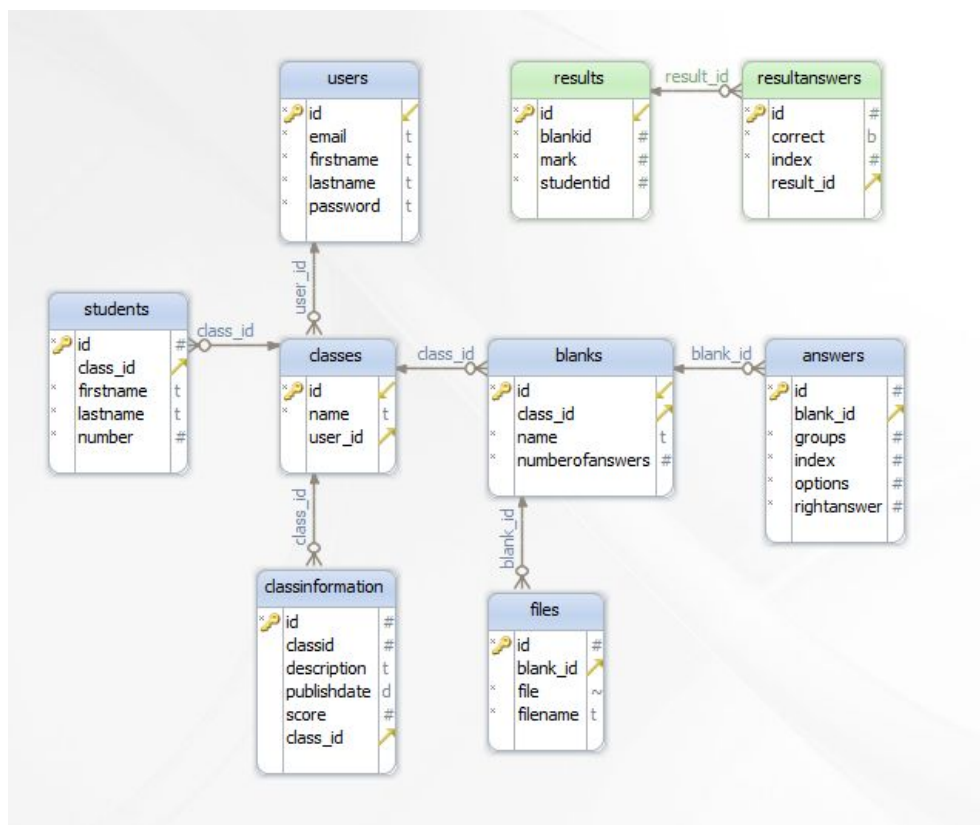 users
id
email t
firstname t
lastname t
password t
results
id
blankid #
mark #
studentid #
result_id
resultanswers
id #
correct b
index #
result_id
user_id
students
id #
class_id
firstname t
lastname t
number #
class_id
classes
id
name t
user_id
class_id
blanks
id
class_id
name t
numberofanswers #
blank_id
answers
id #
blank_id
groups #
index #
options #
rightanswer #
class_id
blank_id
classinformation
id #
classid #
description t
publishdate d
score #
class_id
files
id #
blank_id
file ~
filename t